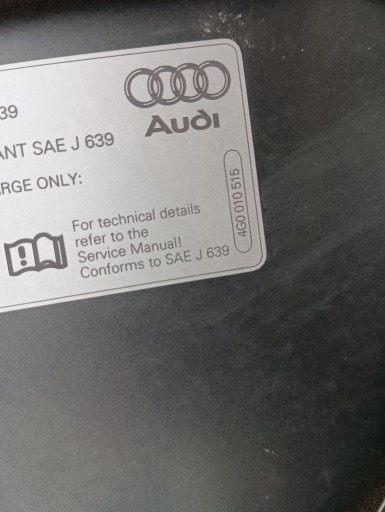 39
Audi
ANT SAE J 639
ARGE ONLY:
For technical details
refer to the
Service Manual!
Conforms to SAE J 639
4G0 010 515